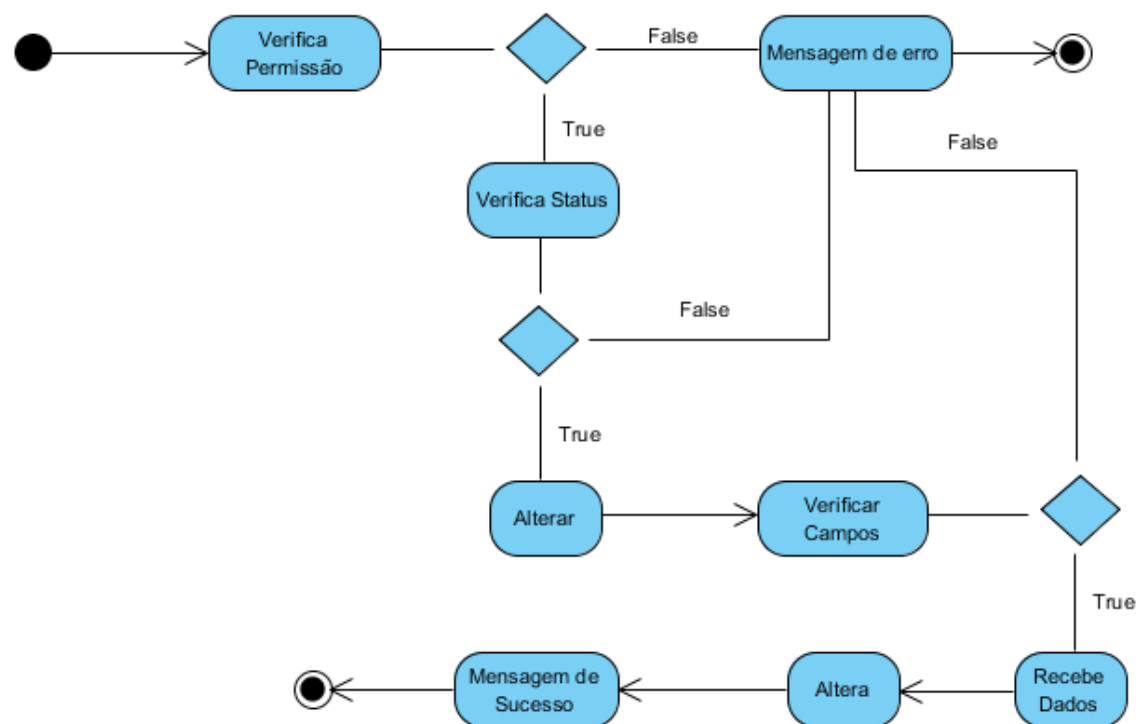 Verifica
Permissão
False
Mensagem de erro
True
False
Verifica Status
False
True
Alterar
Verificar
Campos
True
Mensagem de
Sucesso
Altera
Recebe
Dados